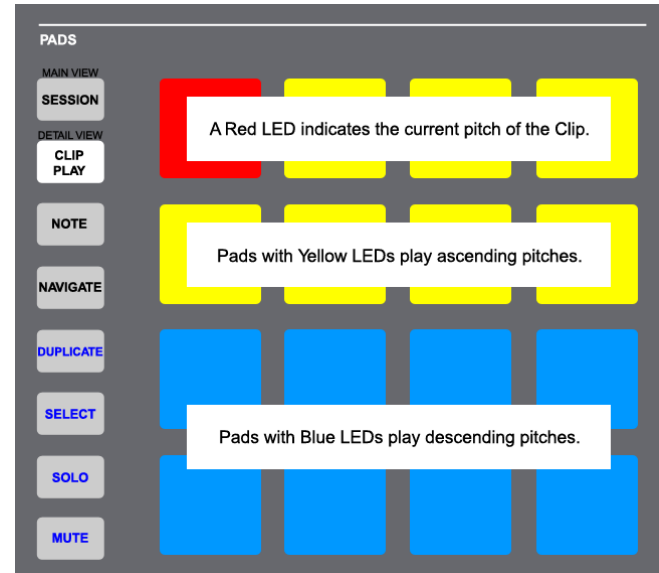 PADS
MAIN VIEW
SESSION
A Red LED indicates the current pitch of the Clip.
DETAIL VIEW
CLIP
PLAY
NOTE
Pads with Yellow LEDs play ascending pitches.
NAVIGATE
DUPLICATE
SELECT
Pads with Blue LEDs play descending pitches.
SOLO
MUTE